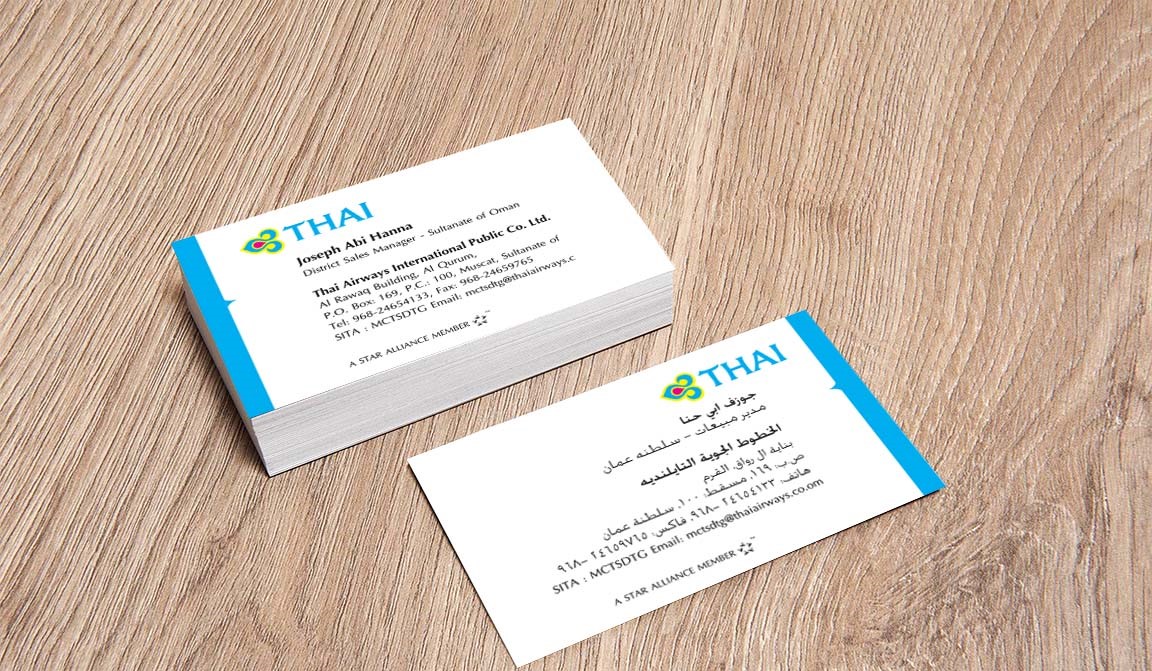 THAI
Joseph Abi Hanna
District Sales Manager - Sultanate of Oman
Thai Airways International Public Co. Ltd.
Al Rawaq Building, Al Qurum,
P.O. Box: 169, P.C.: 100, Muscat, Sultanate of
Tel: 968-24654133, Fax: 968-24659765
SITA : MCTSDTG Email: mctsdtg@thaiairways.c
A STAR ALLIANCE MEMBER
THAI
جوزف ابي حنا
مدير مبيعات - سلطنه عمان
الخطوط الجوية التايلنديه
بناية ال رواق, القرم
ص.ب: ١٦٩, مسقط, ١٠٠, سلطنة عمان
هاتف: ٢٤٦٥٤١٣٣ -٩٦٨, فاكس: ٢٤٦٥٩٧٦٥ -٩٦٨
SITA : MCTSDTG Email: mctsdtg@thaiairways.co.om
A STAR ALLIANCE MEMBER